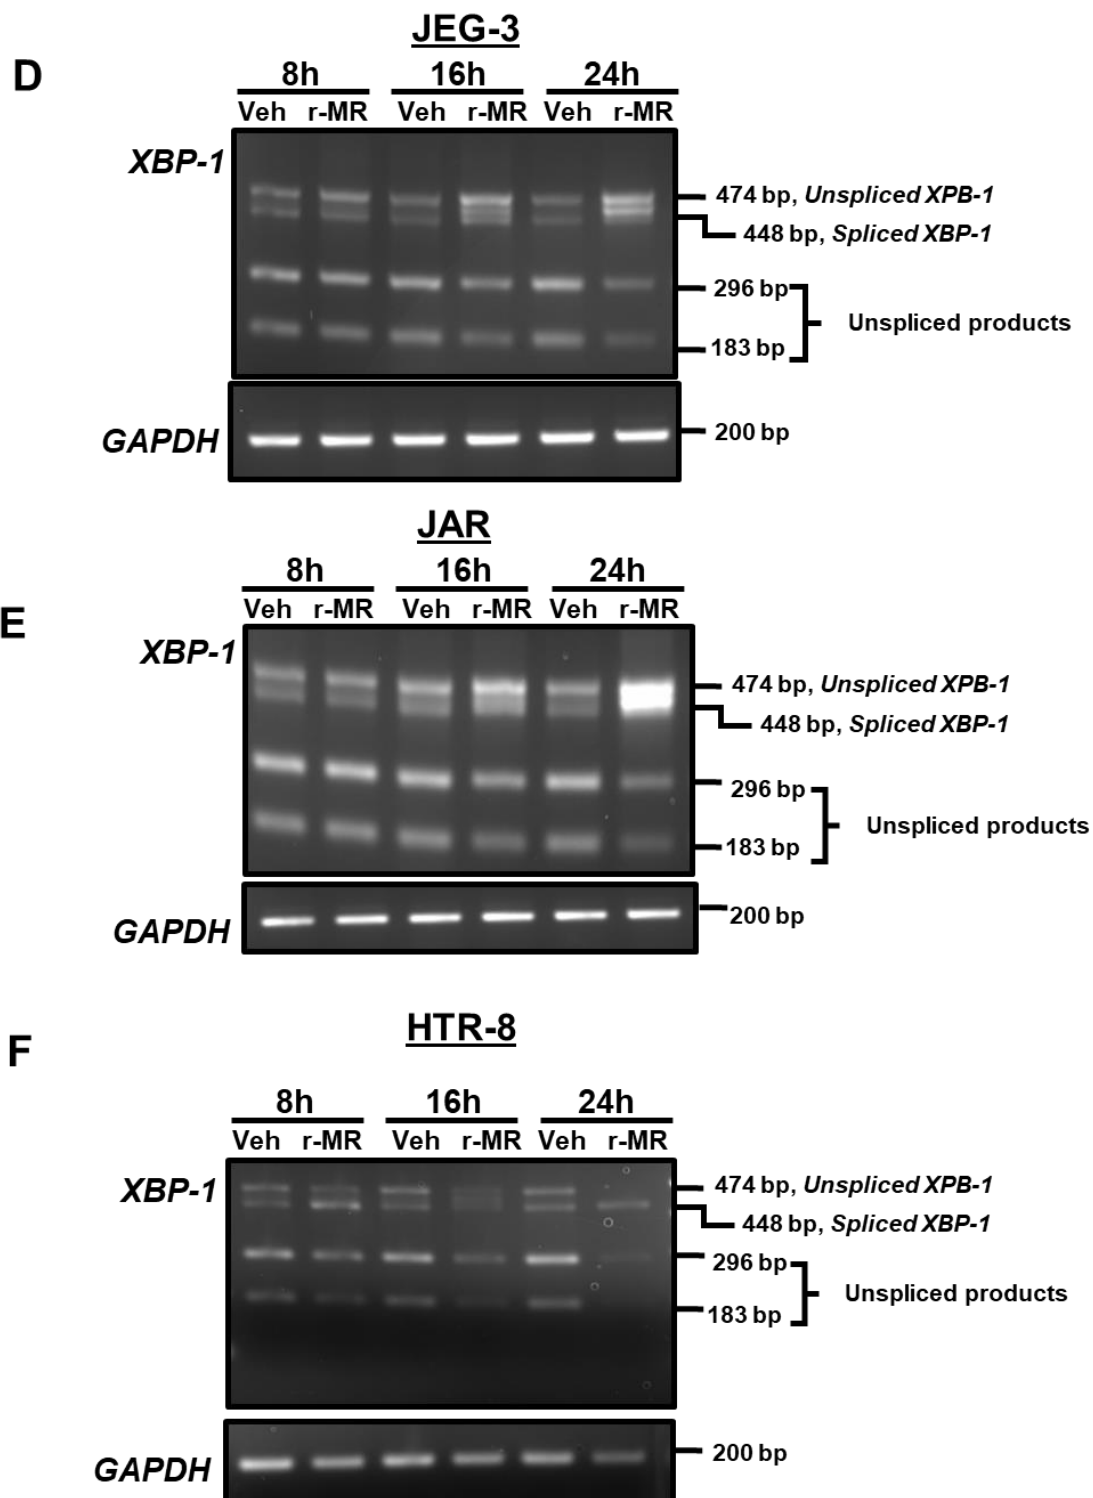 JEG-3
D
8h 16h 24h
Veh r-MR Veh r-MR Veh r-MR
XBP-1
474 bp, Unspliced XPB-1
448 bp, Spliced XBP-1
296 bp
Unspliced products
183 bp
GAPDH
200 bp
JAR
8h 16h 24h
Veh r-MR Veh r-MR Veh r-MR
E
XBP-1
474 bp, Unspliced XPB-1
448 bp, Spliced XBP-1
296 bp
Unspliced products
183 bp
GAPDH
200 bp
HTR-8
F
8h 16h 24h
Veh r-MR Veh r-MR Veh r-MR
XBP-1
474 bp, Unspliced XPB-1
448 bp, Spliced XBP-1
296 bp
Unspliced products
183 bp
GAPDH
200 bp